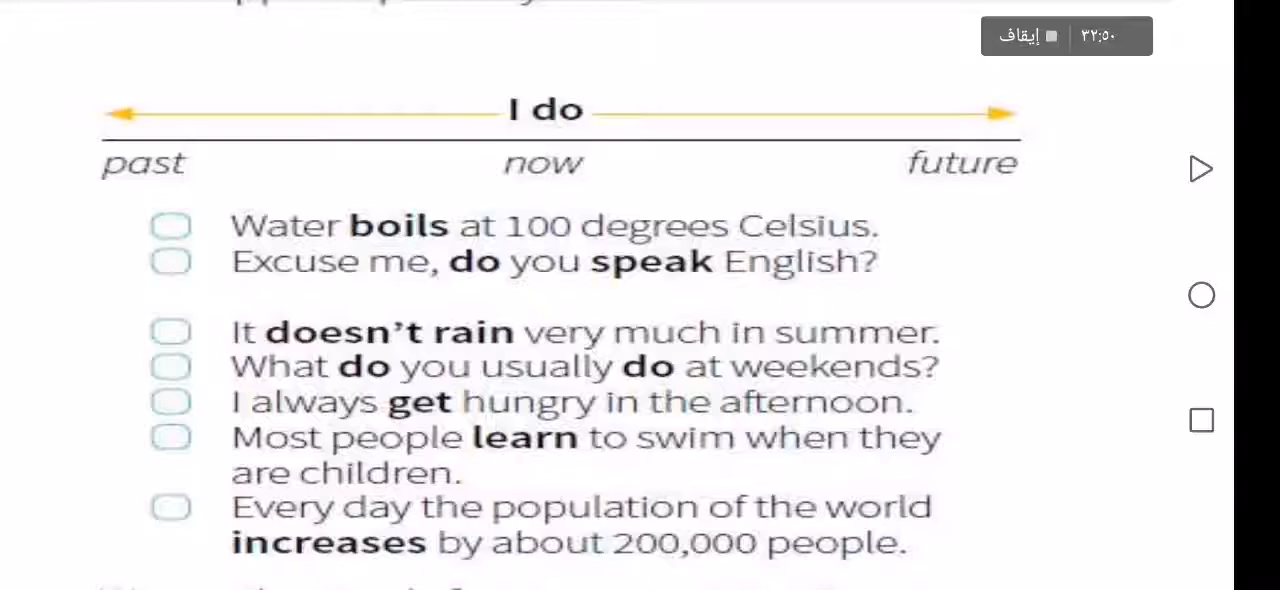 إيقاف ٣٢:٥٠
I do
past now future
Water boils at 100 degrees Celsius.
Excuse me, do you speak English?
It doesn't rain very much in summer.
What do you usually do at weekends?
I always get hungry in the afternoon.
Most people learn to swim when they
are children.
Every day the population of the world
increases by about 200,000 people.